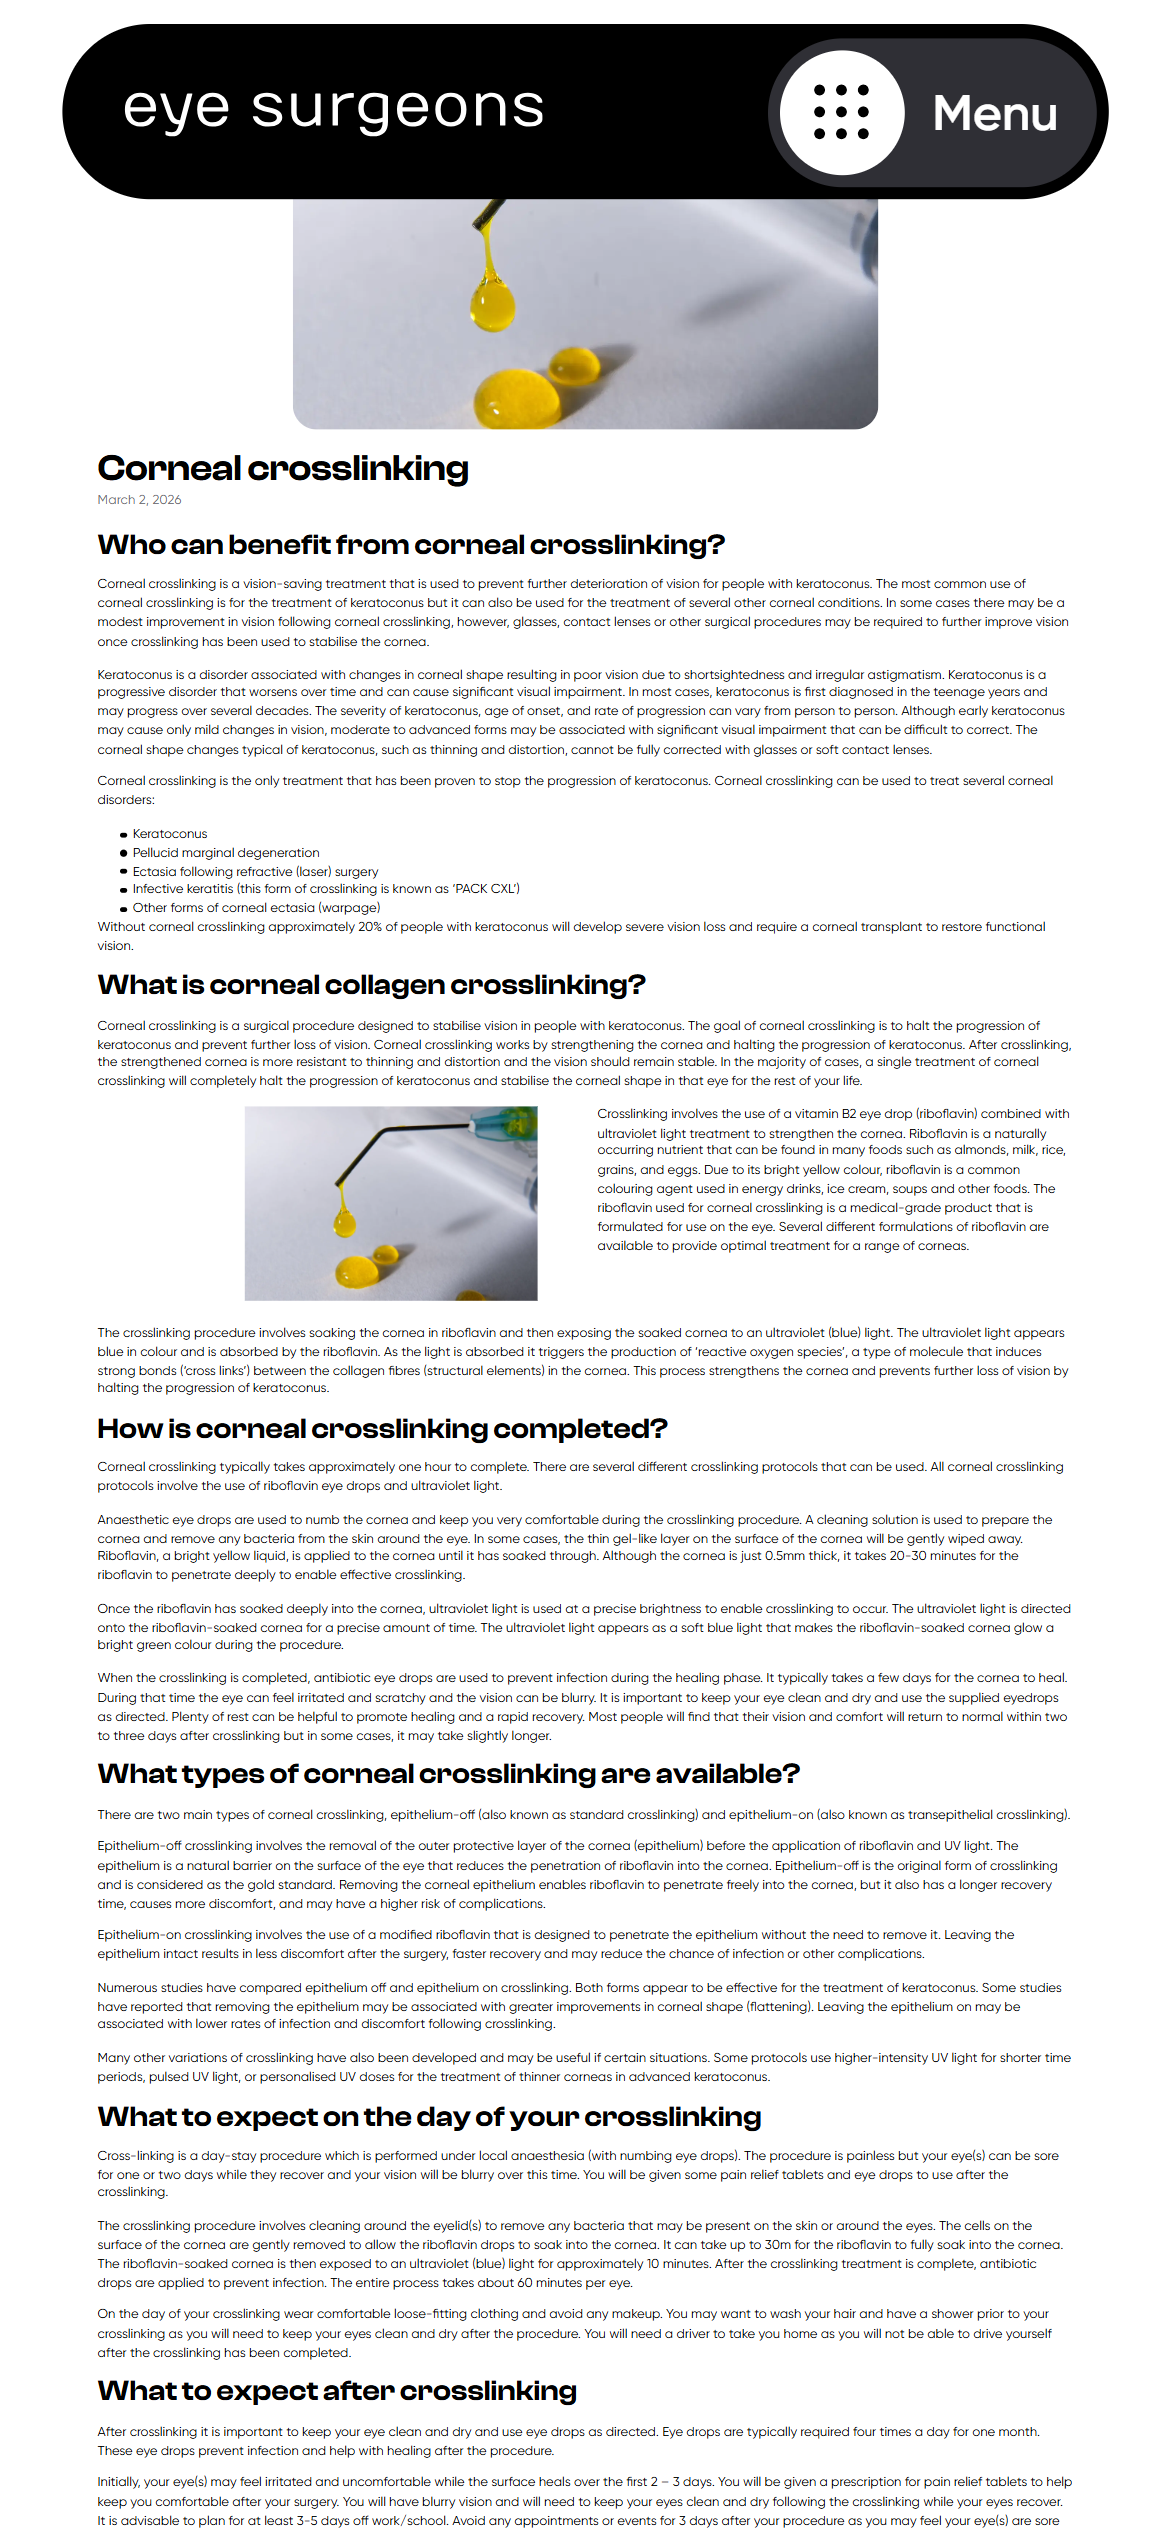 eye surgeons
Menu
Corneal crosslinking
March 2, 2026
Who can benefit from corneal crosslinking?
Corneal crosslinking is a vision-saving treatment that is used to prevent further deterioration of vision for people with keratoconus. The most common use of
corneal crosslinking is for the treatment of keratoconus but it can also be used for the treatment of several other corneal conditions. In some cases there may be a
modest improvement in vision following corneal crosslinking, however, glasses, contact lenses or other surgical procedures may be required to further improve vision
once crosslinking has been used to stabilise the cornea.
Keratoconus is a disorder associated with changes in corneal shape resulting in poor vision due to shortsightedness and irregular astigmatism. Keratoconus is a
progressive disorder that worsens over time and can cause significant visual impairment. In most cases, keratoconus is first diagnosed in the teenage years and
may progress over several decades. The severity of keratoconus, age of onset, and rate of progression can vary from person to person. Although early keratoconus
may cause only mild changes in vision, moderate to advanced forms may be associated with significant visual impairment that can be difficult to correct. The
corneal shape changes typical of keratoconus, such as thinning and distortion, cannot be fully corrected with glasses or soft contact lenses.
Corneal crosslinking is the only treatment that has been proven to stop the progression of keratoconus. Corneal crosslinking can be used to treat several corneal
disorders:
• Keratoconus
• Pellucid marginal degeneration
• Ectasia following refractive (laser) surgery
• Infective keratitis (this form of crosslinking is known as ‘PACK CXL’)
• Other forms of corneal ectasia (warpage)
Without corneal crosslinking approximately 20% of people with keratoconus will develop severe vision loss and require a corneal transplant to restore functional
vision.
What is corneal collagen crosslinking?
Corneal crosslinking is a surgical procedure designed to stabilise vision in people with keratoconus. The goal of corneal crosslinking is to halt the progression of
keratoconus and prevent further loss of vision. Corneal crosslinking works by strengthening the cornea and halting the progression of keratoconus. After crosslinking,
the strengthened cornea is more resistant to thinning and distortion and the vision should remain stable. In the majority of cases, a single treatment of corneal
crosslinking will completely halt the progression of keratoconus and stabilise the corneal shape in that eye for the rest of your life.
Crosslinking involves the use of a vitamin B2 eye drop (riboflavin) combined with
ultraviolet light treatment to strengthen the cornea. Riboflavin is a naturally
occurring nutrient that can be found in many foods such as almonds, milk, rice,
grains, and eggs. Due to its bright yellow colour, riboflavin is a common
colouring agent used in energy drinks, ice cream, soups and other foods. The
riboflavin used for corneal crosslinking is a medical-grade product that is
formulated for use on the eye. Several different formulations of riboflavin are
available to provide optimal treatment for a range of corneas.
The crosslinking procedure involves soaking the cornea in riboflavin and then exposing the soaked cornea to an ultraviolet (blue) light. The ultraviolet light appears
blue in colour and is absorbed by the riboflavin. As the light is absorbed it triggers the production of ‘reactive oxygen species’, a type of molecule that induces
strong bonds (‘cross links’) between the collagen fibres (structural elements) in the cornea. This process strengthens the cornea and prevents further loss of vision by
halting the progression of keratoconus.
How is corneal crosslinking completed?
Corneal crosslinking typically takes approximately one hour to complete. There are several different crosslinking protocols that can be used. All corneal crosslinking
protocols involve the use of riboflavin eye drops and ultraviolet light.
Anaesthetic eye drops are used to numb the cornea and keep you very comfortable during the crosslinking procedure. A cleaning solution is used to prepare the
cornea and remove any bacteria from the skin around the eye. In some cases, the thin gel-like layer on the surface of the cornea will be gently wiped away.
Riboflavin, a bright yellow liquid, is applied to the cornea until it has soaked through. Although the cornea is just 0.5mm thick, it takes 20-30 minutes for the
riboflavin to penetrate deeply to enable effective crosslinking.
Once the riboflavin has soaked deeply into the cornea, ultraviolet light is used at a precise brightness to enable crosslinking to occur. The ultraviolet light is directed
onto the riboflavin-soaked cornea for a precise amount of time. The ultraviolet light appears as a soft blue light that makes the riboflavin-soaked cornea glow a
bright green colour during the procedure.
When the crosslinking is completed, antibiotic eye drops are used to prevent infection during the healing phase. It typically takes a few days for the cornea to heal.
During that time the eye can feel irritated and scratchy and the vision can be blurry. It is important to keep your eye clean and dry and use the supplied eyedrops
as directed. Plenty of rest can be helpful to promote healing and a rapid recovery. Most people will find that their vision and comfort will return to normal within two
to three days after crosslinking but in some cases, it may take slightly longer.
What types of corneal crosslinking are available?
There are two main types of corneal crosslinking, epithelium-off (also known as standard crosslinking) and epithelium-on (also known as transepithelial crosslinking).
Epithelium-off crosslinking involves the removal of the outer protective layer of the cornea (epithelium) before the application of riboflavin and UV light. The
epithelium is a natural barrier on the surface of the eye that reduces the penetration of riboflavin into the cornea. Epithelium-off is the original form of crosslinking
and is considered as the gold standard. Removing the corneal epithelium enables riboflavin to penetrate freely into the cornea, but it also has a longer recovery
time, causes more discomfort, and may have a higher risk of complications.
Epithelium-on crosslinking involves the use of a modified riboflavin that is designed to penetrate the epithelium without the need to remove it. Leaving the
epithelium intact results in less discomfort after the surgery, faster recovery and may reduce the chance of infection or other complications.
Numerous studies have compared epithelium off and epithelium on crosslinking. Both forms appear to be effective for the treatment of keratoconus. Some studies
have reported that removing the epithelium may be associated with greater improvements in corneal shape (flattening). Leaving the epithelium on may be
associated with lower rates of infection and discomfort following crosslinking.
Many other variations of crosslinking have also been developed and may be useful if certain situations. Some protocols use higher-intensity UV light for shorter time
periods, pulsed UV light, or personalised UV doses for the treatment of thinner corneas in advanced keratoconus.
What to expect on the day of your crosslinking
Cross-linking is a day-stay procedure which is performed under local anaesthesia (with numbing eye drops). The procedure is painless but your eye(s) can be sore
for one or two days while they recover and your vision will be blurry over this time. You will be given some pain relief tablets and eye drops to use after the
crosslinking.
The crosslinking procedure involves cleaning around the eyelid(s) to remove any bacteria that may be present on the skin or around the eyes. The cells on the
surface of the cornea are gently removed to allow the riboflavin drops to soak into the cornea. It can take up to 30m for the riboflavin to fully soak into the cornea.
The riboflavin-soaked cornea is then exposed to an ultraviolet (blue) light for approximately 10 minutes. After the crosslinking treatment is complete, antibiotic
drops are applied to prevent infection. The entire process takes about 60 minutes per eye.
On the day of your crosslinking wear comfortable loose-fitting clothing and avoid any makeup. You may want to wash your hair and have a shower prior to your
crosslinking as you will need to keep your eyes clean and dry after the procedure. You will need a driver to take you home as you will not be able to drive yourself
after the crosslinking has been completed.
What to expect after crosslinking
After crosslinking it is important to keep your eye clean and dry and use eye drops as directed. Eye drops are typically required four times a day for one month.
These eye drops prevent infection and help with healing after the procedure.
Initially, your eye(s) may feel irritated and uncomfortable while the surface heals over the first 2 – 3 days. You will be given a prescription for pain relief tablets to help
keep you comfortable after your surgery. You will have blurry vision and will need to keep your eyes clean and dry following the crosslinking while your eyes recover.
It is advisable to plan for at least 3-5 days off work/school. Avoid any appointments or events for 3 days after your procedure as you may feel your eye(s) are sore